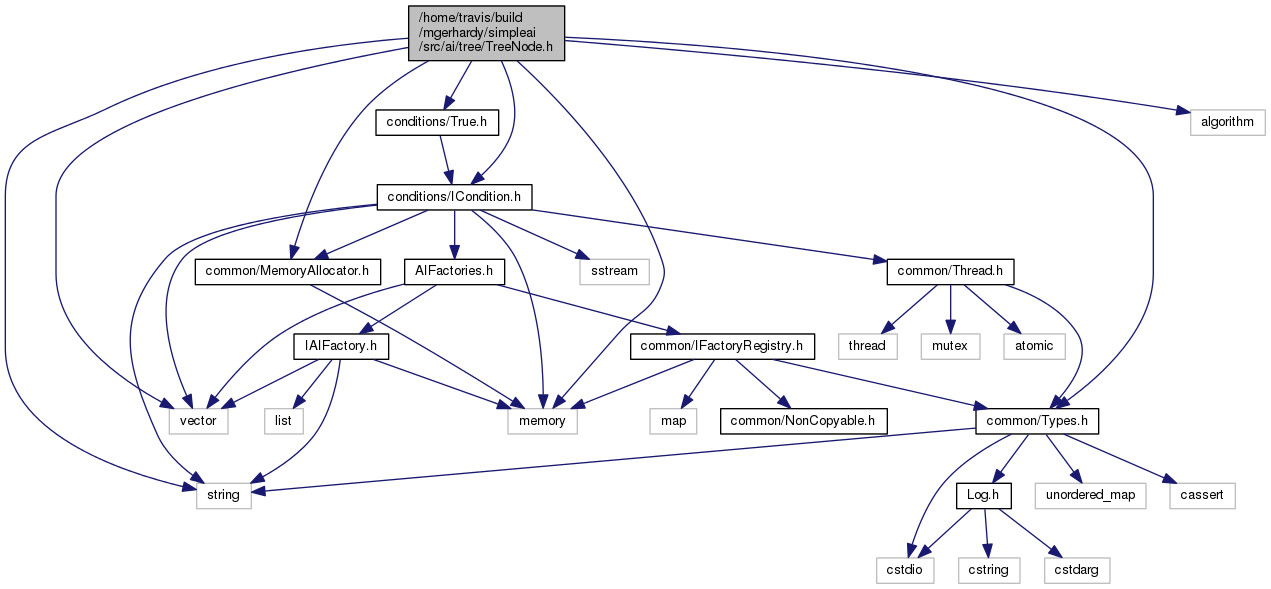 /home/travis/build
/mgerhardy/simpleai
/src/ai/tree/TreeNode.h
conditions/True.h
algorithm
conditions/ICondition.h
common/MemoryAllocator.h
AIFactories.h
sstream
common/Thread.h
IAIFactory.h
common/IFactoryRegistry.h
thread
mutex
atomic
vector
list
memory
map
common/NonCopyable.h
common/Types.h
string
Log.h
unordered_map
cassert
cstdio
cstring
cstdarg